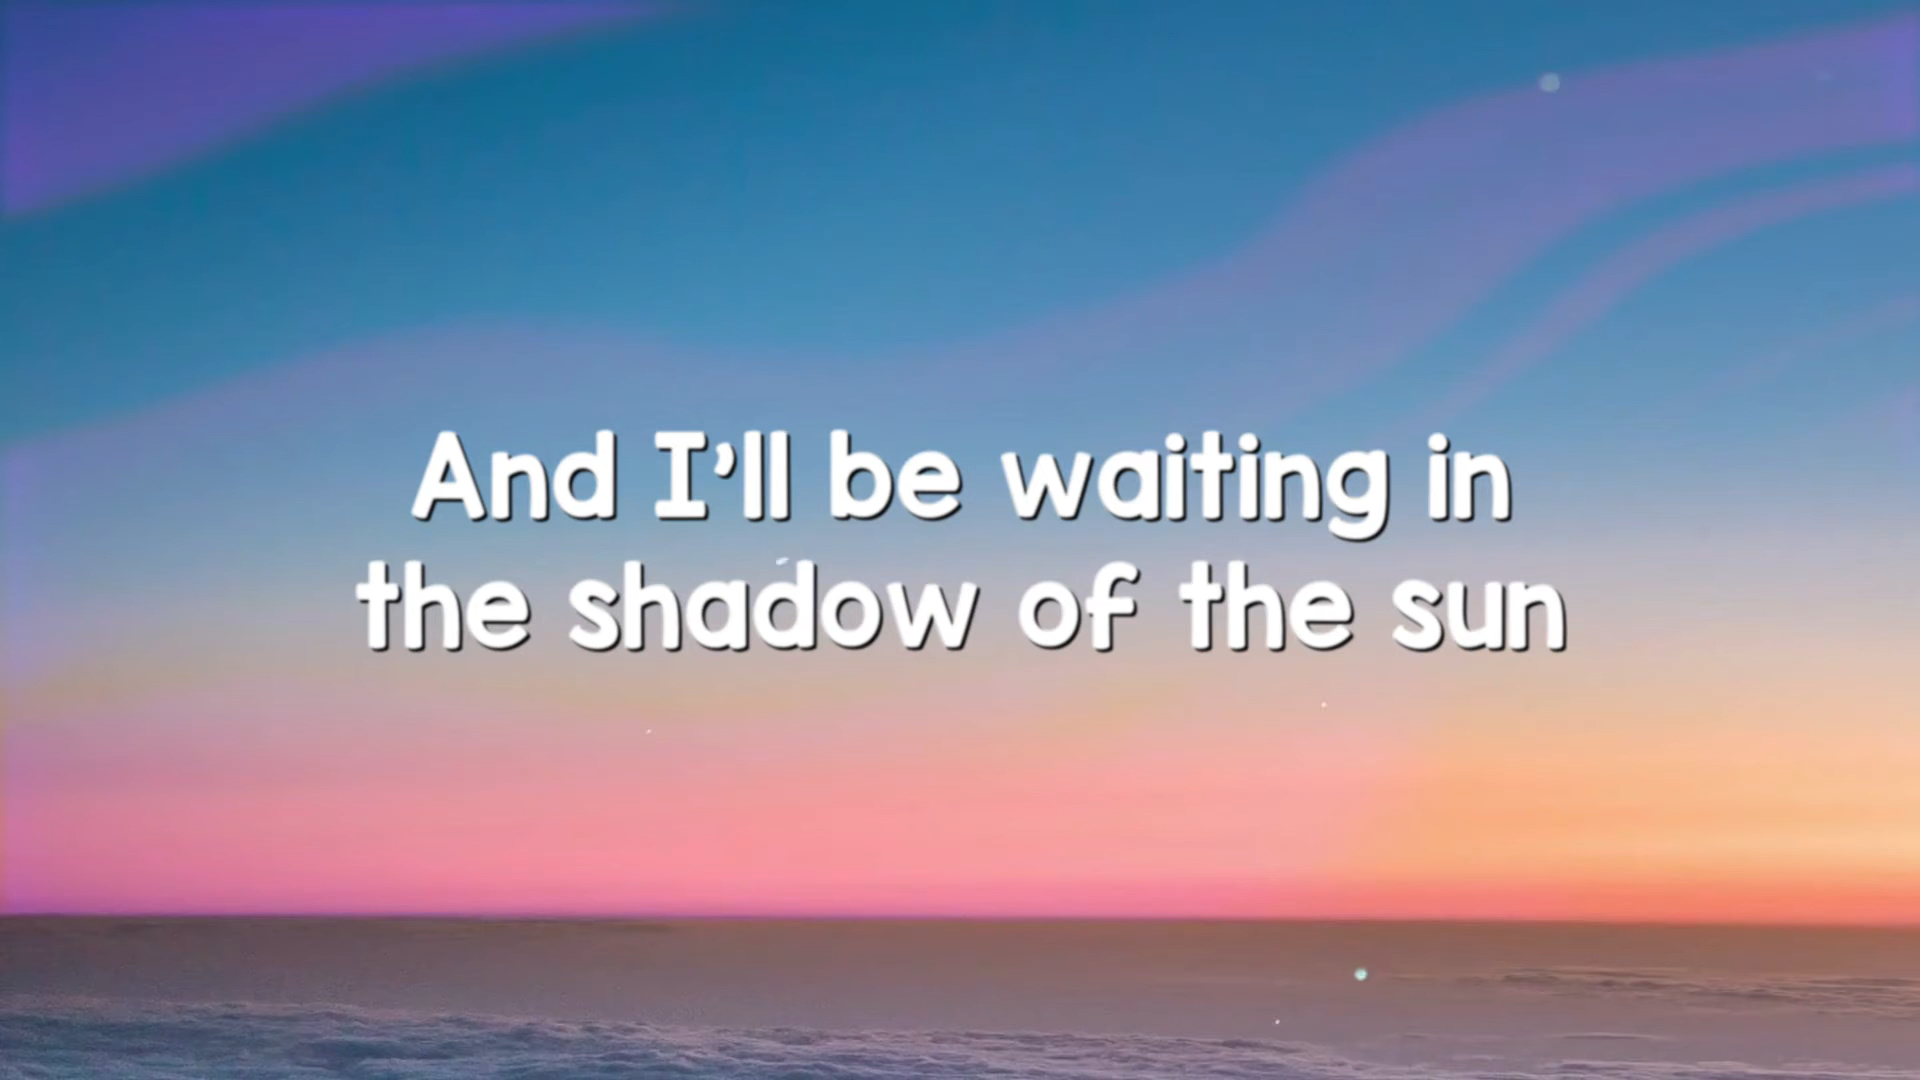 And I’ll be waiting in
the shadow of the sun